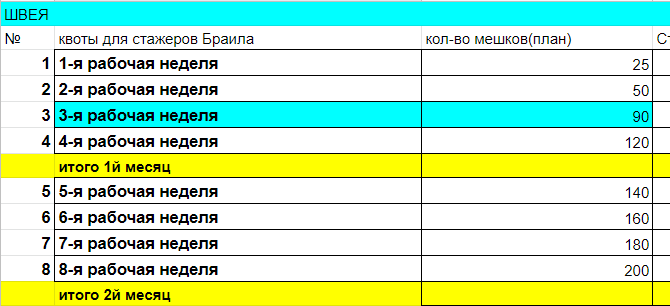 ШВЕЯ
№ квоты для стажеров Браила кол-во мешков(план) Ст
1 1-я рабочая неделя 25
2 2-я рабочая неделя 50
3 3-я рабочая неделя 90
4 4-я рабочая неделя 120
итого 1й месяц
5 5-я рабочая неделя 140
6 6-я рабочая неделя 160
7 7-я рабочая неделя 180
8 8-я рабочая неделя 200
итого 2й месяц